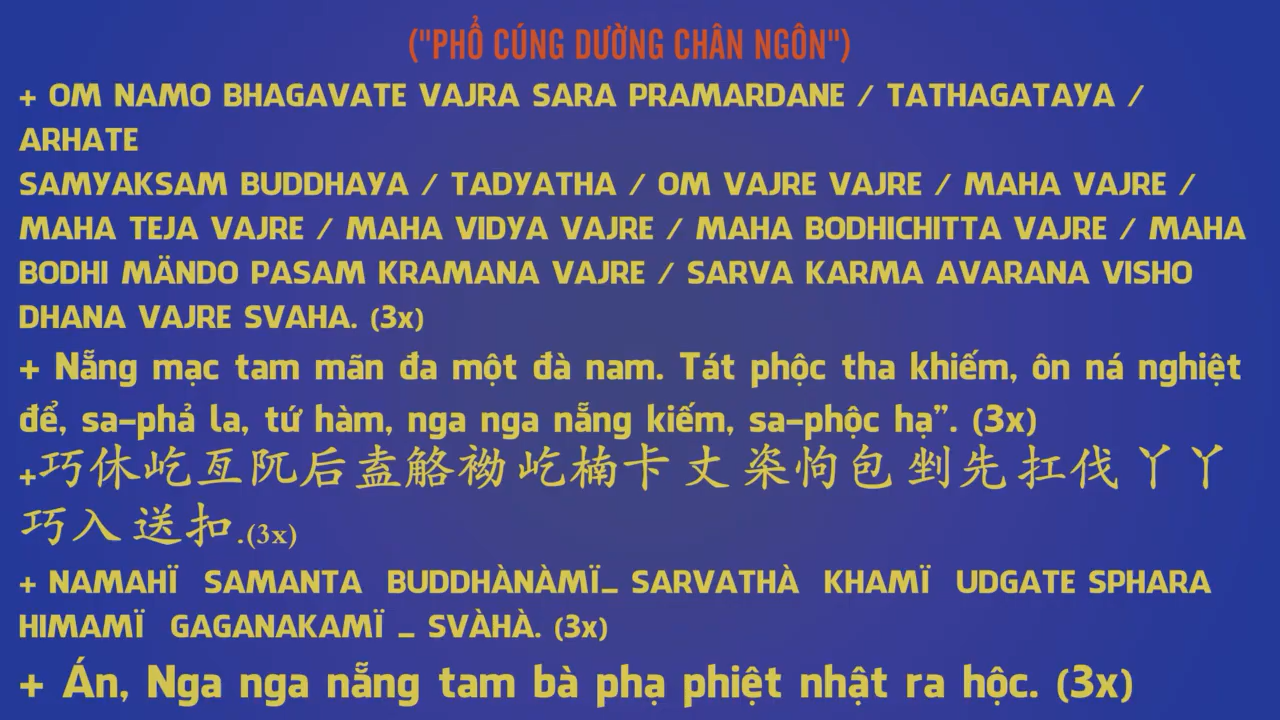 ("PHỔ CÚNG DƯỜNG CHÂN NGÔN")
+ OM NAMO BHAGAVATE VAJRA SARA PRAMARDANE / TATHAGATAYA /
ARHATE
SAMYAKSAM BUDDHAYA / TADYATHA / OM VAJRE VAJRE / MAHA VAJRE /
MAHA TEJA VAJRE / MAHA VIDYA VAJRE / MAHA BODHICHITTA VAJRE / MAHA
BODHI MÄNDO PASAM KRAMANA VAJRE / SARVA KARMA AVARANA VISHO
DHANA VAJRE SVAHA. (3x)
+ Nẵng mạc tam mãn đa một đà nam. Tát phộc tha khiếm, ôn ná nghiệt
để, sa-phả la, tứ hàm, nga nga nẵng kiếm, sa-phộc hạ”. (3x)
+巧休屹亙阢后盍觡袎屹楠卡丈栥怐包剉先扛伐丫丫
巧入送扣.(3x)
+ NAMAHÏ SAMANTA BUDDHÀNÀMÏ_ SARVATHÀ KHAMÏ UDGATE SPHARA
HIMAMÏ GAGANAKAMÏ _ SVÀHÀ. (3x)
+ Án, Nga nga nẵng tam bà phạ phiệt nhật ra hộc. (3x)